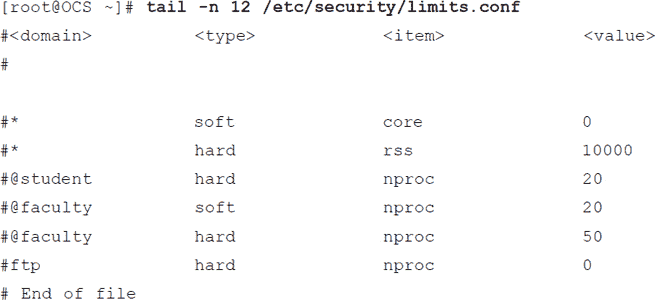 [root@OCS ~]# tail -n 12 /etc/security/limits.conf
#<domain> <type> <item> <value>
#
#* soft core 0
#* hard rss 10000
#@student hard nproc 20
#@faculty soft nproc 20
#@faculty hard nproc 50
#ftp hard nproc 0
# End of file